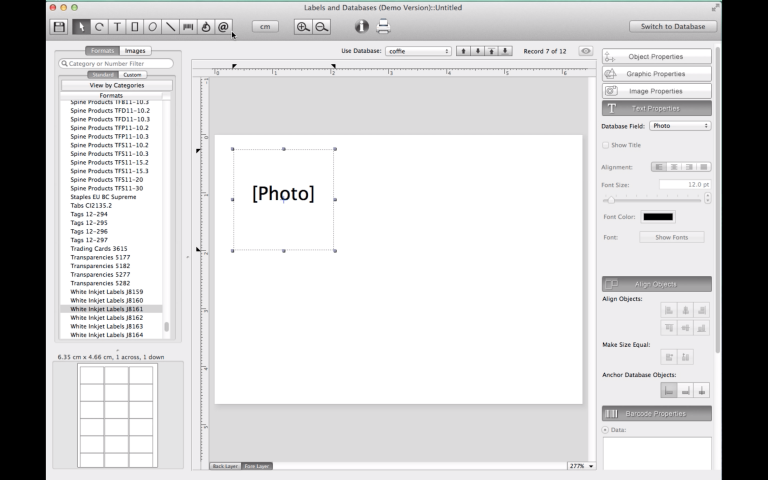 Labels and Databases (Demo Version)::Untitled
T
@
cm
Switch to Database
Formats
Images
Use Database:
coffie
Record 7 of 12
Category or Number Filter
Standard
Custom
View by Categories
Formats
Spine Products TFB11-10.3
Spine Products TFD11-10.2
Spine Products TFD11-10.3
Spine Products TFP11-10.2
Spine Products TFP11-10.3
Spine Products TFS11-10.2
Spine Products TFS11-10.3
Spine Products TFS11-15.2
Spine Products TFS11-15.3
Spine Products TFS11-20
Spine Products TFS11-30
Staples EU BC Supreme
Tabs CI2135.2
Tags 12-294
Tags 12-295
Tags 12-296
Tags 12-297
Trading Cards 3615
Transparencies 5177
Transparencies 5182
Transparencies 5277
Transparencies 5282
White Inkjet Labels J8159
White Inkjet Labels J8160
White Inkjet Labels J8161
White Inkjet Labels J8162
White Inkjet Labels J8163
White Inkjet Labels J8164
6.35 cm x 4.66 cm, 1 across, 1 down
0 1 2 3 4 5 6
0
1
2
3
4
5
[Photo]
Back Layer
Fore Layer
277%
Object Properties
Graphic Properties
Image Properties
T Text Properties
Database Field:
Photo
Show Title
Alignment:
Font Size:
12.0 pt
Font Color:
Font:
Show Fonts
Align Objects
Align Objects:
Make Size Equal:
Anchor Database Objects:
Barcode Properties
Data: